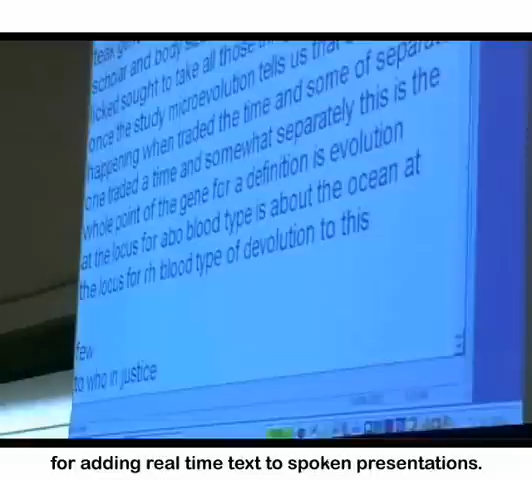 scholar and body
licked sought to take all those
once the study microevolution tells us that
happening when traded the time and some of separat
one traded a time and somewhat separately this is the
whole point of the gene for a definition is evolution
at the locus for abo blood type is about the ocean at
the locus for rh blood type of devolution to this
few
to who in justice
for adding real time text to spoken presentations.